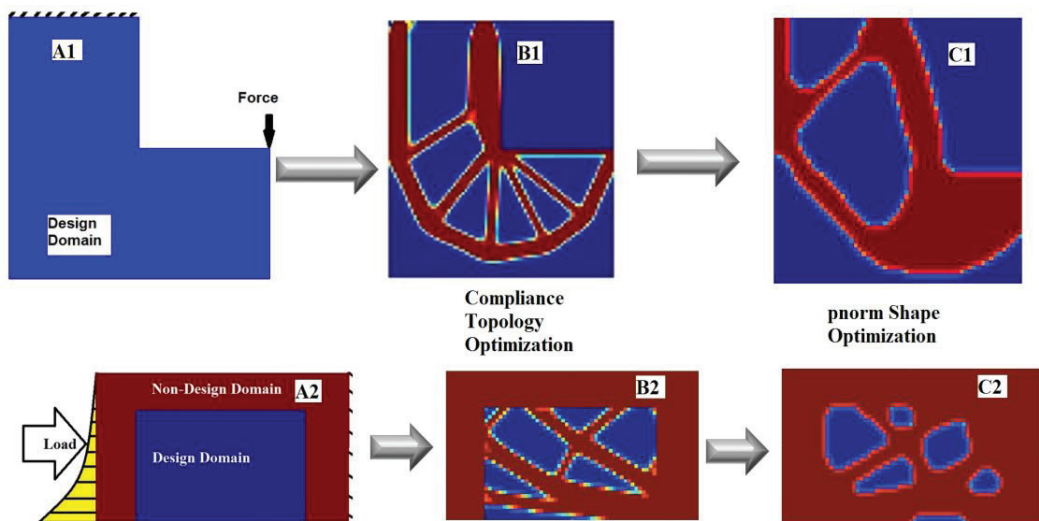 A1
B1
C1
Force
Design
Domain
Compliance
Topology
Optimization
pnorm Shape
Optimization
Non-Design Domain
A2
B2
C2
Load
Design Domain